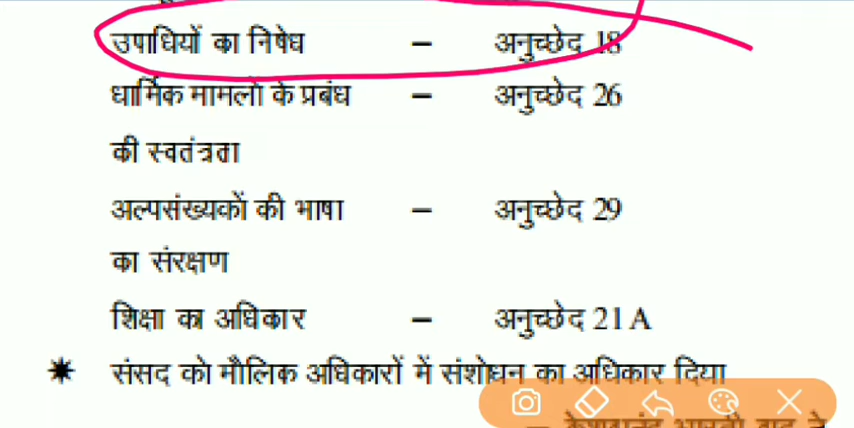 उपाधियों का निषेध – अनुच्छेद 18
धार्मिक मामलों के प्रबंध – अनुच्छेद 26
की स्वतंत्रता
अल्पसंख्यकों की भाषा – अनुच्छेद 29
का संरक्षण
शिक्षा का अधिकार – अनुच्छेद 21A
✷ संसद को मौलिक अधिकारों में संशोधन का अधिकार दिया